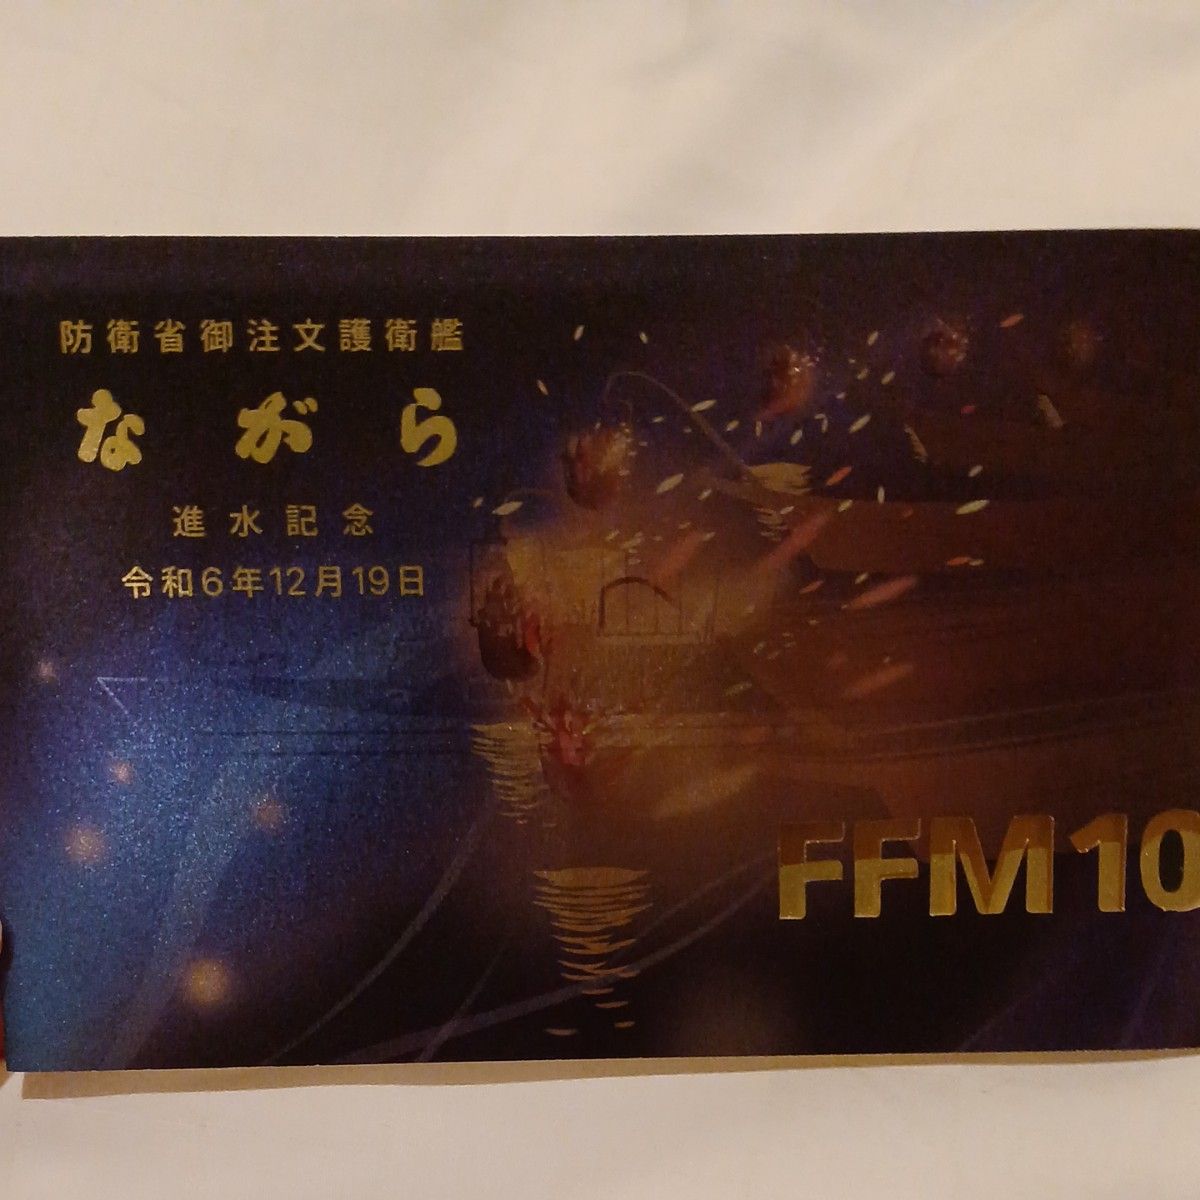 防衛省御注文護衛艦
ながら
進水記念
令和6年12月19日
FFM10